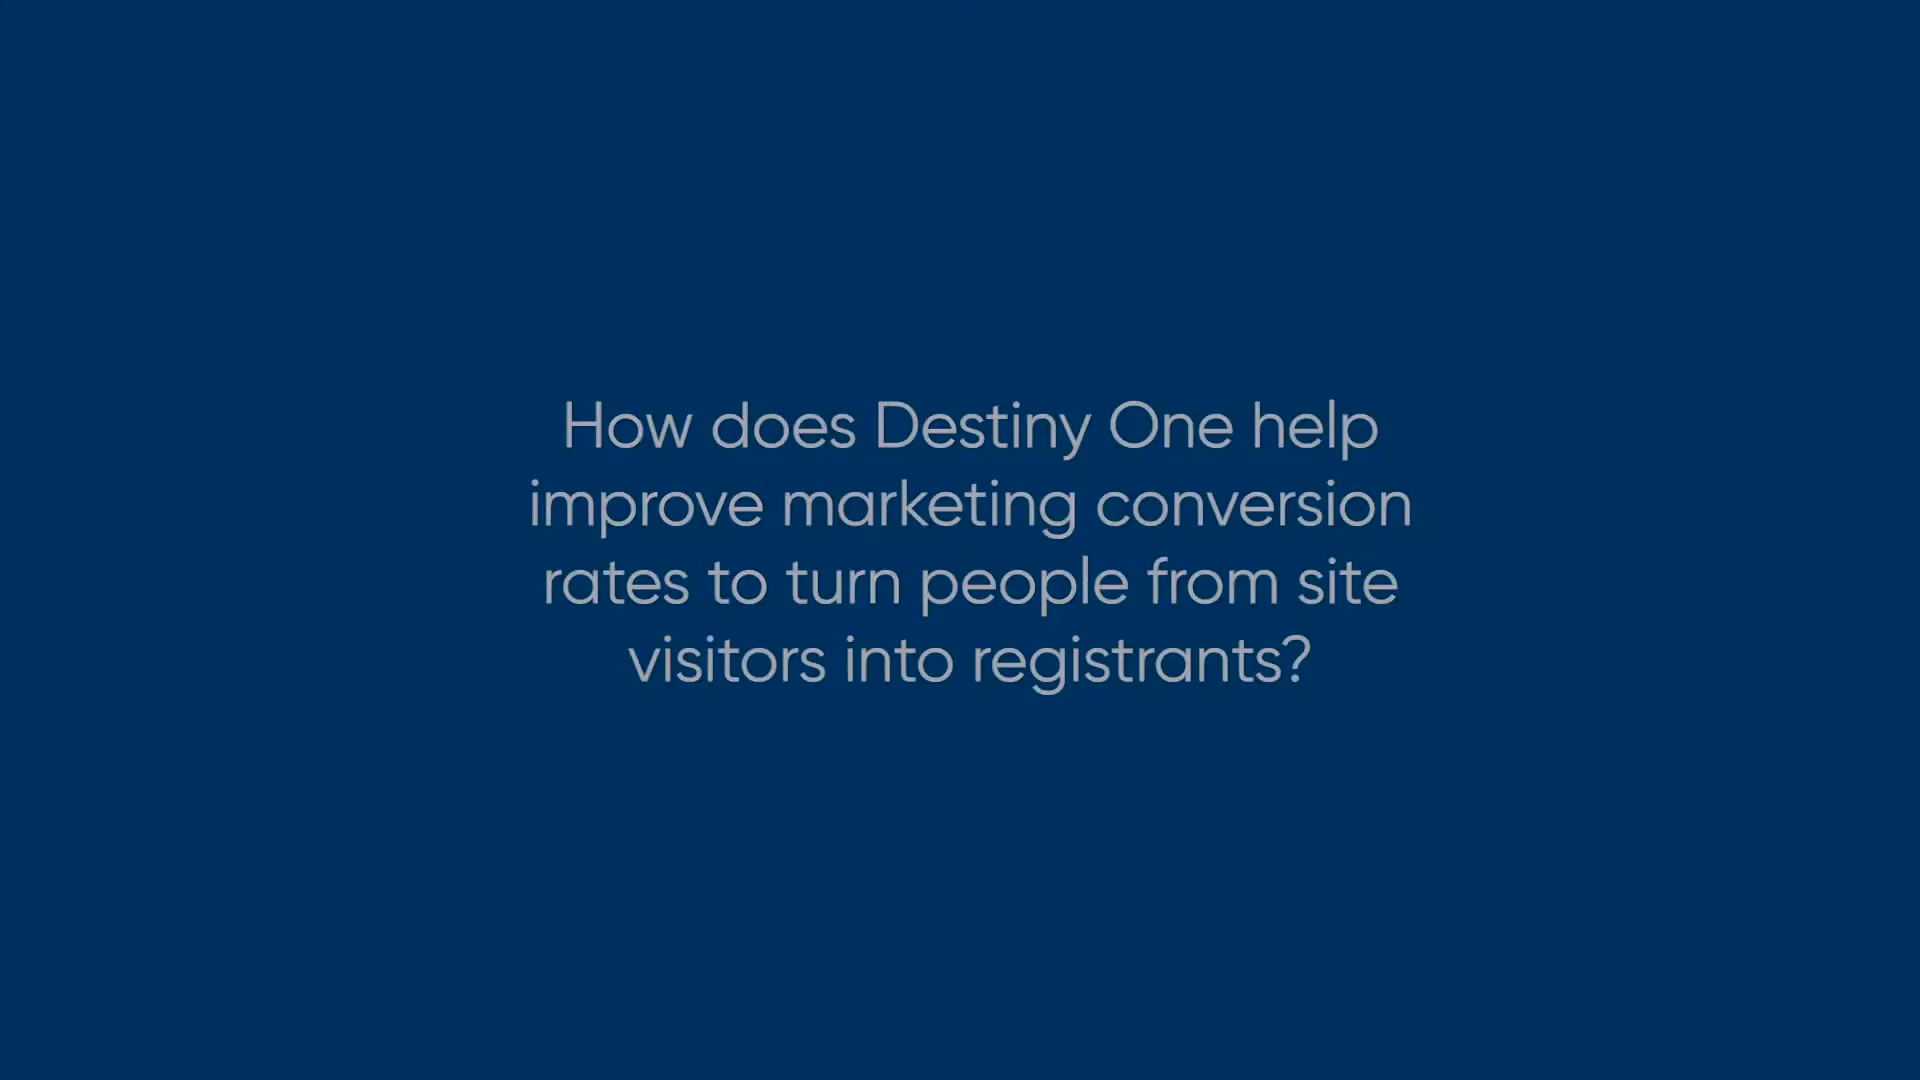 How does Destiny One help
improve marketing conversion
rates to turn people from site
visitors into registrants?